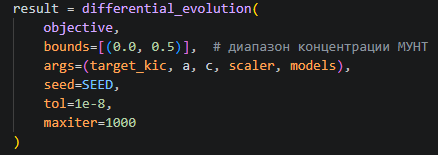 result = differential_evolution(
    objective,
    bounds=[(0.0, 0.5)],  # диапазон концентрации МУНТ
    args=(target_kic, a, c, scaler, models),
    seed=SEED,
    tol=1e-8,
    maxiter=1000
)